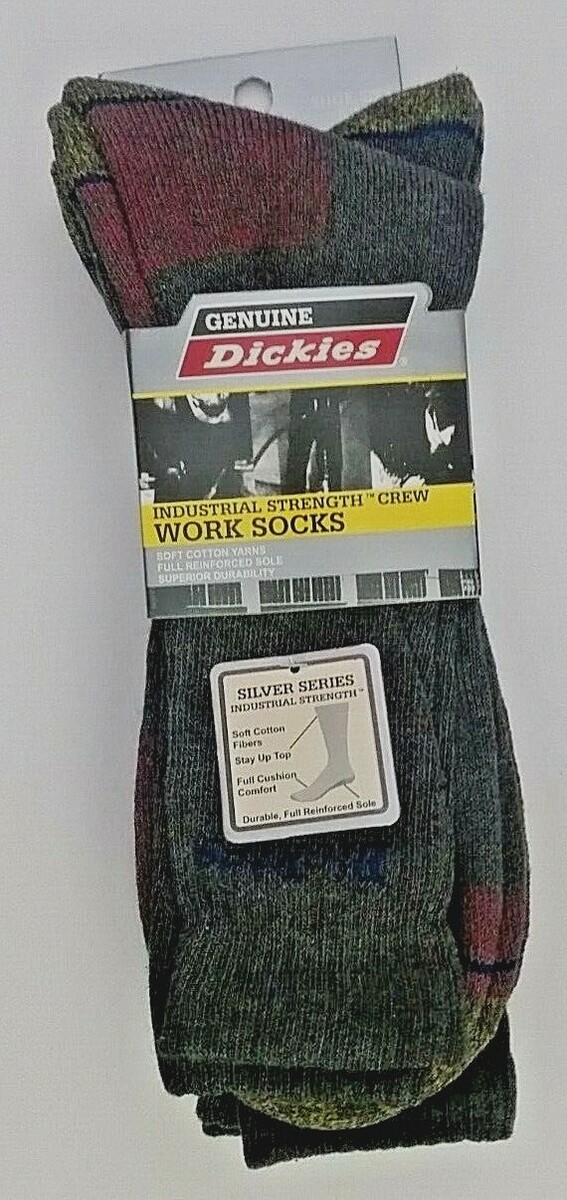 GENUINE
Dickies®
INDUSTRIAL STRENGTH™ CREW
WORK SOCKS
SOFT COTTON YARNS
FULL REINFORCED SOLE
SUPERIOR DURABILITY
SILVER SERIES
INDUSTRIAL STRENGTH™
Soft Cotton
Fibers
Stay Up Top
Full Cushion
Comfort
Durable, Full Reinforced Sole